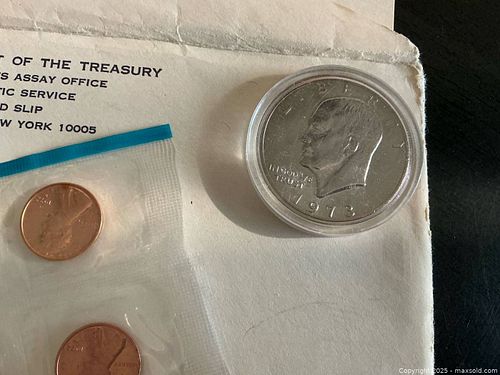 T OF THE TREASURY
S ASSAY OFFICE
TIC SERVICE
D SLIP
W YORK 10005
LIBERTY
IN GOD WE
TRUST
1973
Copyright 2025 - maxsold.com